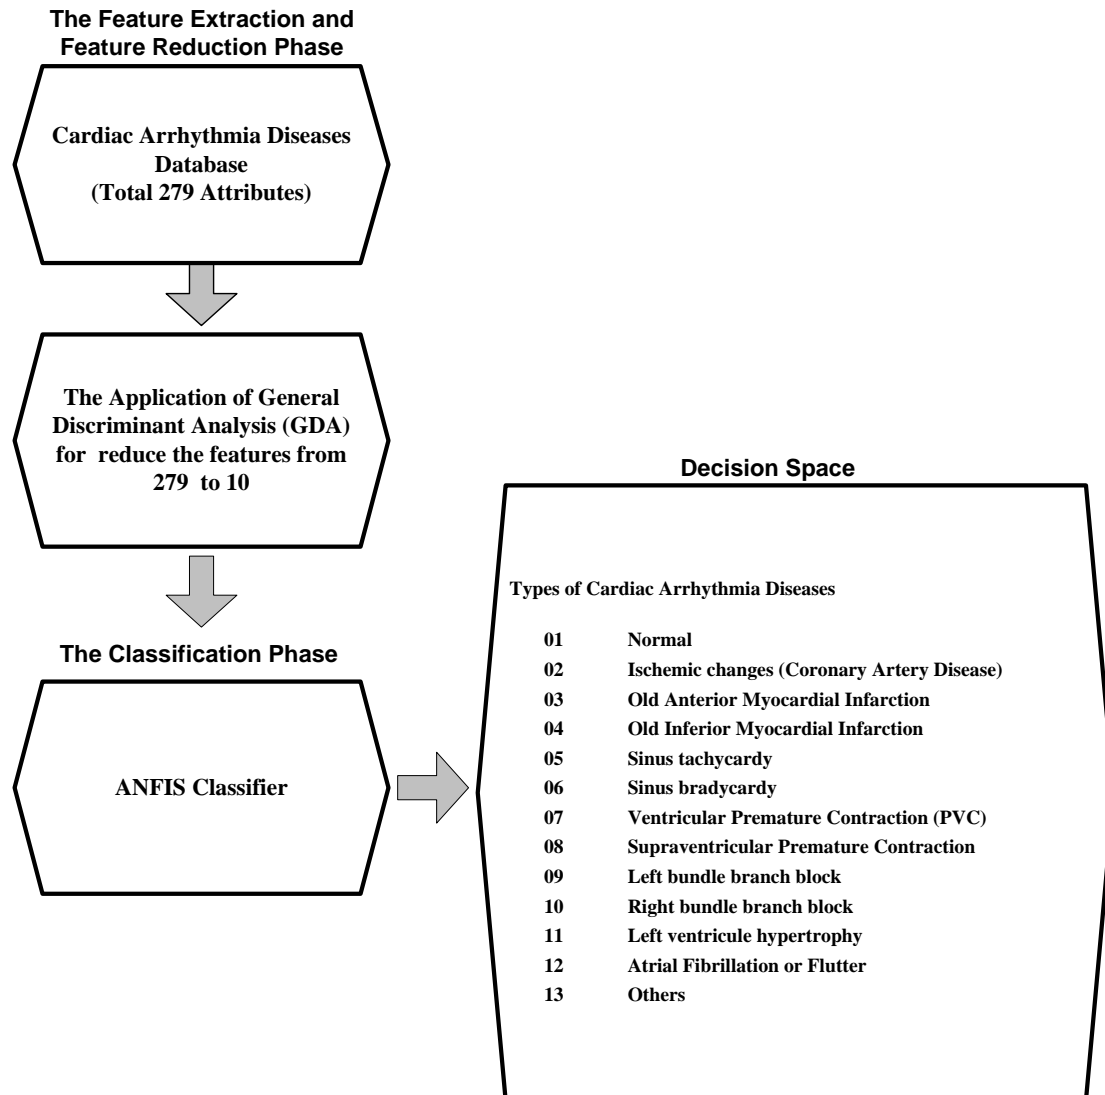 The Feature Extraction and
Feature Reduction Phase
Cardiac Arrhythmia Diseases
Database
(Total 279 Attributes)
The Application of General
Discriminant Analysis (GDA)
for reduce the features from
279 to 10
The Classification Phase
ANFIS Classifier
Decision Space
Types of Cardiac Arrhythmia Diseases
01 Normal
02 Ischemic changes (Coronary Artery Disease)
03 Old Anterior Myocardial Infarction
04 Old Inferior Myocardial Infarction
05 Sinus tachycardy
06 Sinus bradycardy
07 Ventricular Premature Contraction (PVC)
08 Supraventricular Premature Contraction
09 Left bundle branch block
10 Right bundle branch block
11 Left ventricule hypertrophy
12 Atrial Fibrillation or Flutter
13 Others